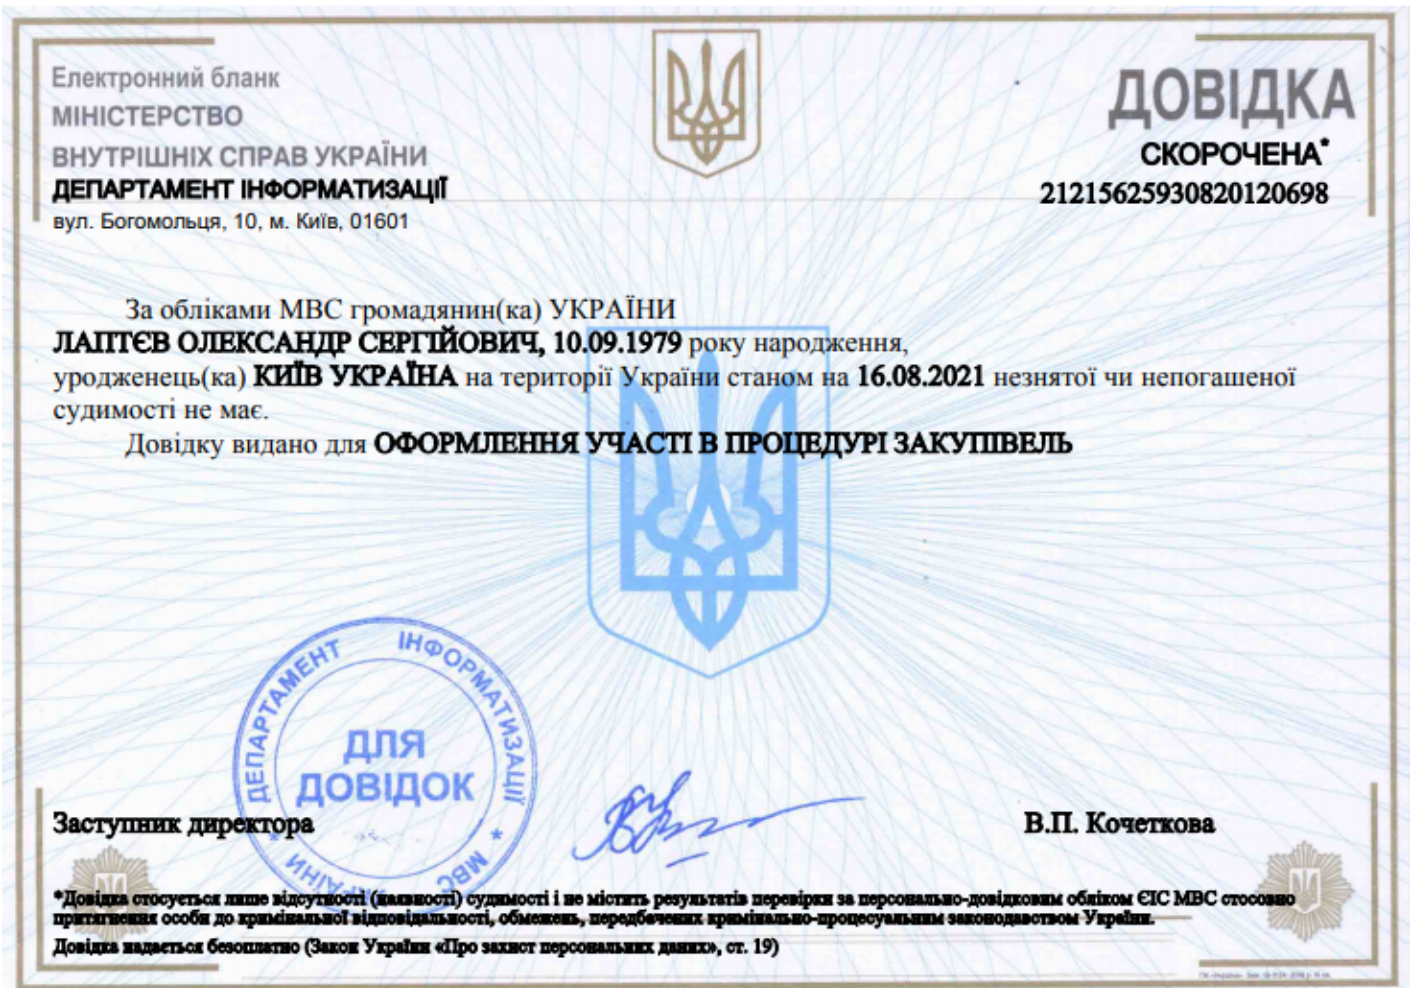 Електронний бланк
МІНІСТЕРСТВО
ВНУТРІШНІХ СПРАВ УКРАЇНИ
ДЕПАРТАМЕНТ ІНФОРМАТИЗАЦІЇ
вул. Богомольця, 10, м. Київ, 01601
ДОВІДКА
СКОРОЧЕНА*
21215625930820120698
За обліками МВС громадянин(ка) УКРАЇНИ
ЛАПТЄВ ОЛЕКСАНДР СЕРГІЙОВИЧ, 10.09.1979 року народження,
уродженець(ка) КИЇВ УКРАЇНА на території України станом на 16.08.2021 незнятої чи непогашеної
судимості не має.
Довідку видано для ОФОРМЛЕННЯ УЧАСТІ В ПРОЦЕДУРІ ЗАКУПІВЕЛЬ
ДЕПАРТАМЕНТ ІНФОРМАТИЗАЦІЇ * МВС УКРАЇНИ *
ДЛЯ
ДОВІДОК
Заступник директора
В.П. Кочеткова
*Довідка стосується лише відсутності (наявності) судимості і не містить результатів перевірки за персонально-довідковим обліком ЄІС МВС стосовно
притягнення особи до кримінальної відповідальності, обмежень, передбачених кримінально-процесуальним законодавством України.
Довідка надається безоплатно (Закон України «Про захист персональних даних», ст. 19)